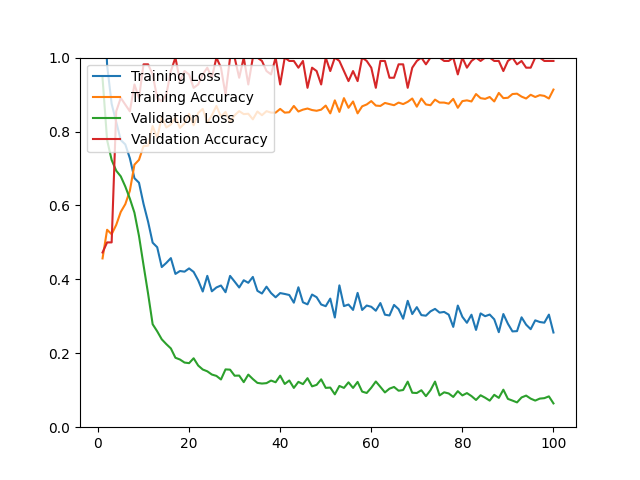 1.0
0.8
0.6
0.4
0.2
0.0
Training Loss
Training Accuracy
Validation Loss
Validation Accuracy
0 20 40 60 80 100